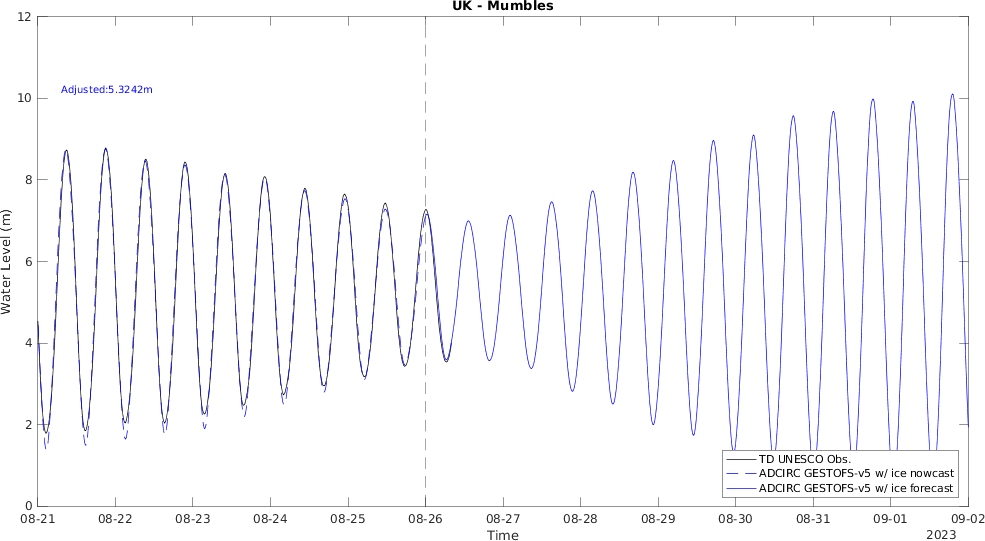 UK - Mumbles
12
10
8
6
4
2
0
Water Level (m)
Adjusted:5.3242m
TD UNESCO Obs.
ADCIRC GESTOFS-v5 w/ ice nowcast
ADCIRC GESTOFS-v5 w/ ice forecast
08-21 08-22 08-23 08-24 08-25 08-26 08-27 08-28 08-29 08-30 08-31 09-01 09-02
Time
2023